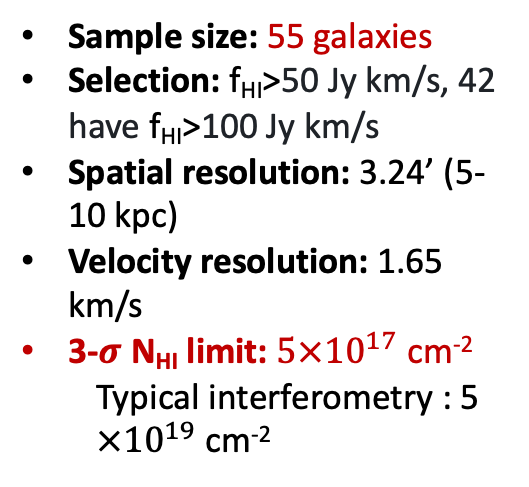 • Sample size: 55 galaxies
• Selection: fHI>50 Jy km/s, 42
have fHI>100 Jy km/s
• Spatial resolution: 3.24’ (5-
10 kpc)
• Velocity resolution: 1.65
km/s
• 3-σ NHI limit: 5×10¹⁷ cm⁻²
Typical interferometry : 5
×10¹⁹ cm⁻²